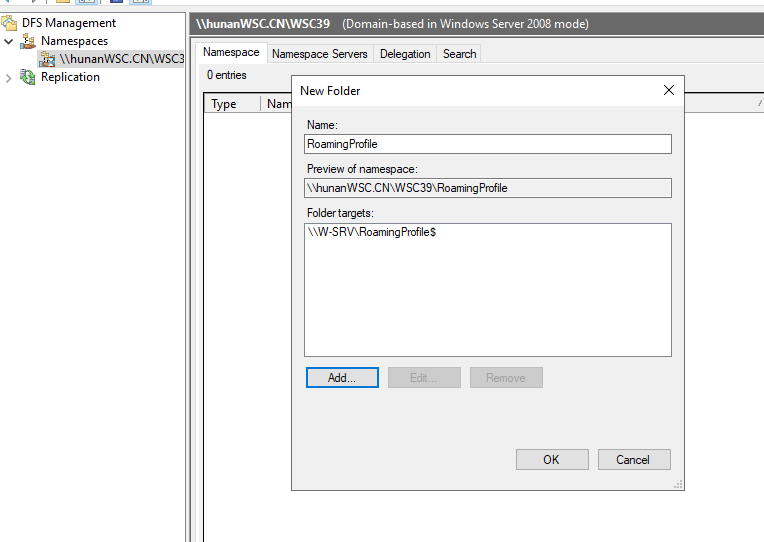 DFS Management
Namespaces
\\hunanWSC.CN\WSC3
Replication
\\hunanWSC.CN\WSC39 (Domain-based in Windows Server 2008 mode)
Namespace Namespace Servers Delegation Search
0 entries
Type
New Folder
Name:
RoamingProfile
Preview of namespace:
\\hunanWSC.CN\WSC39\RoamingProfile
Folder targets:
\\W-SRV\RoamingProfile$
Add... Edit... Remove
OK Cancel